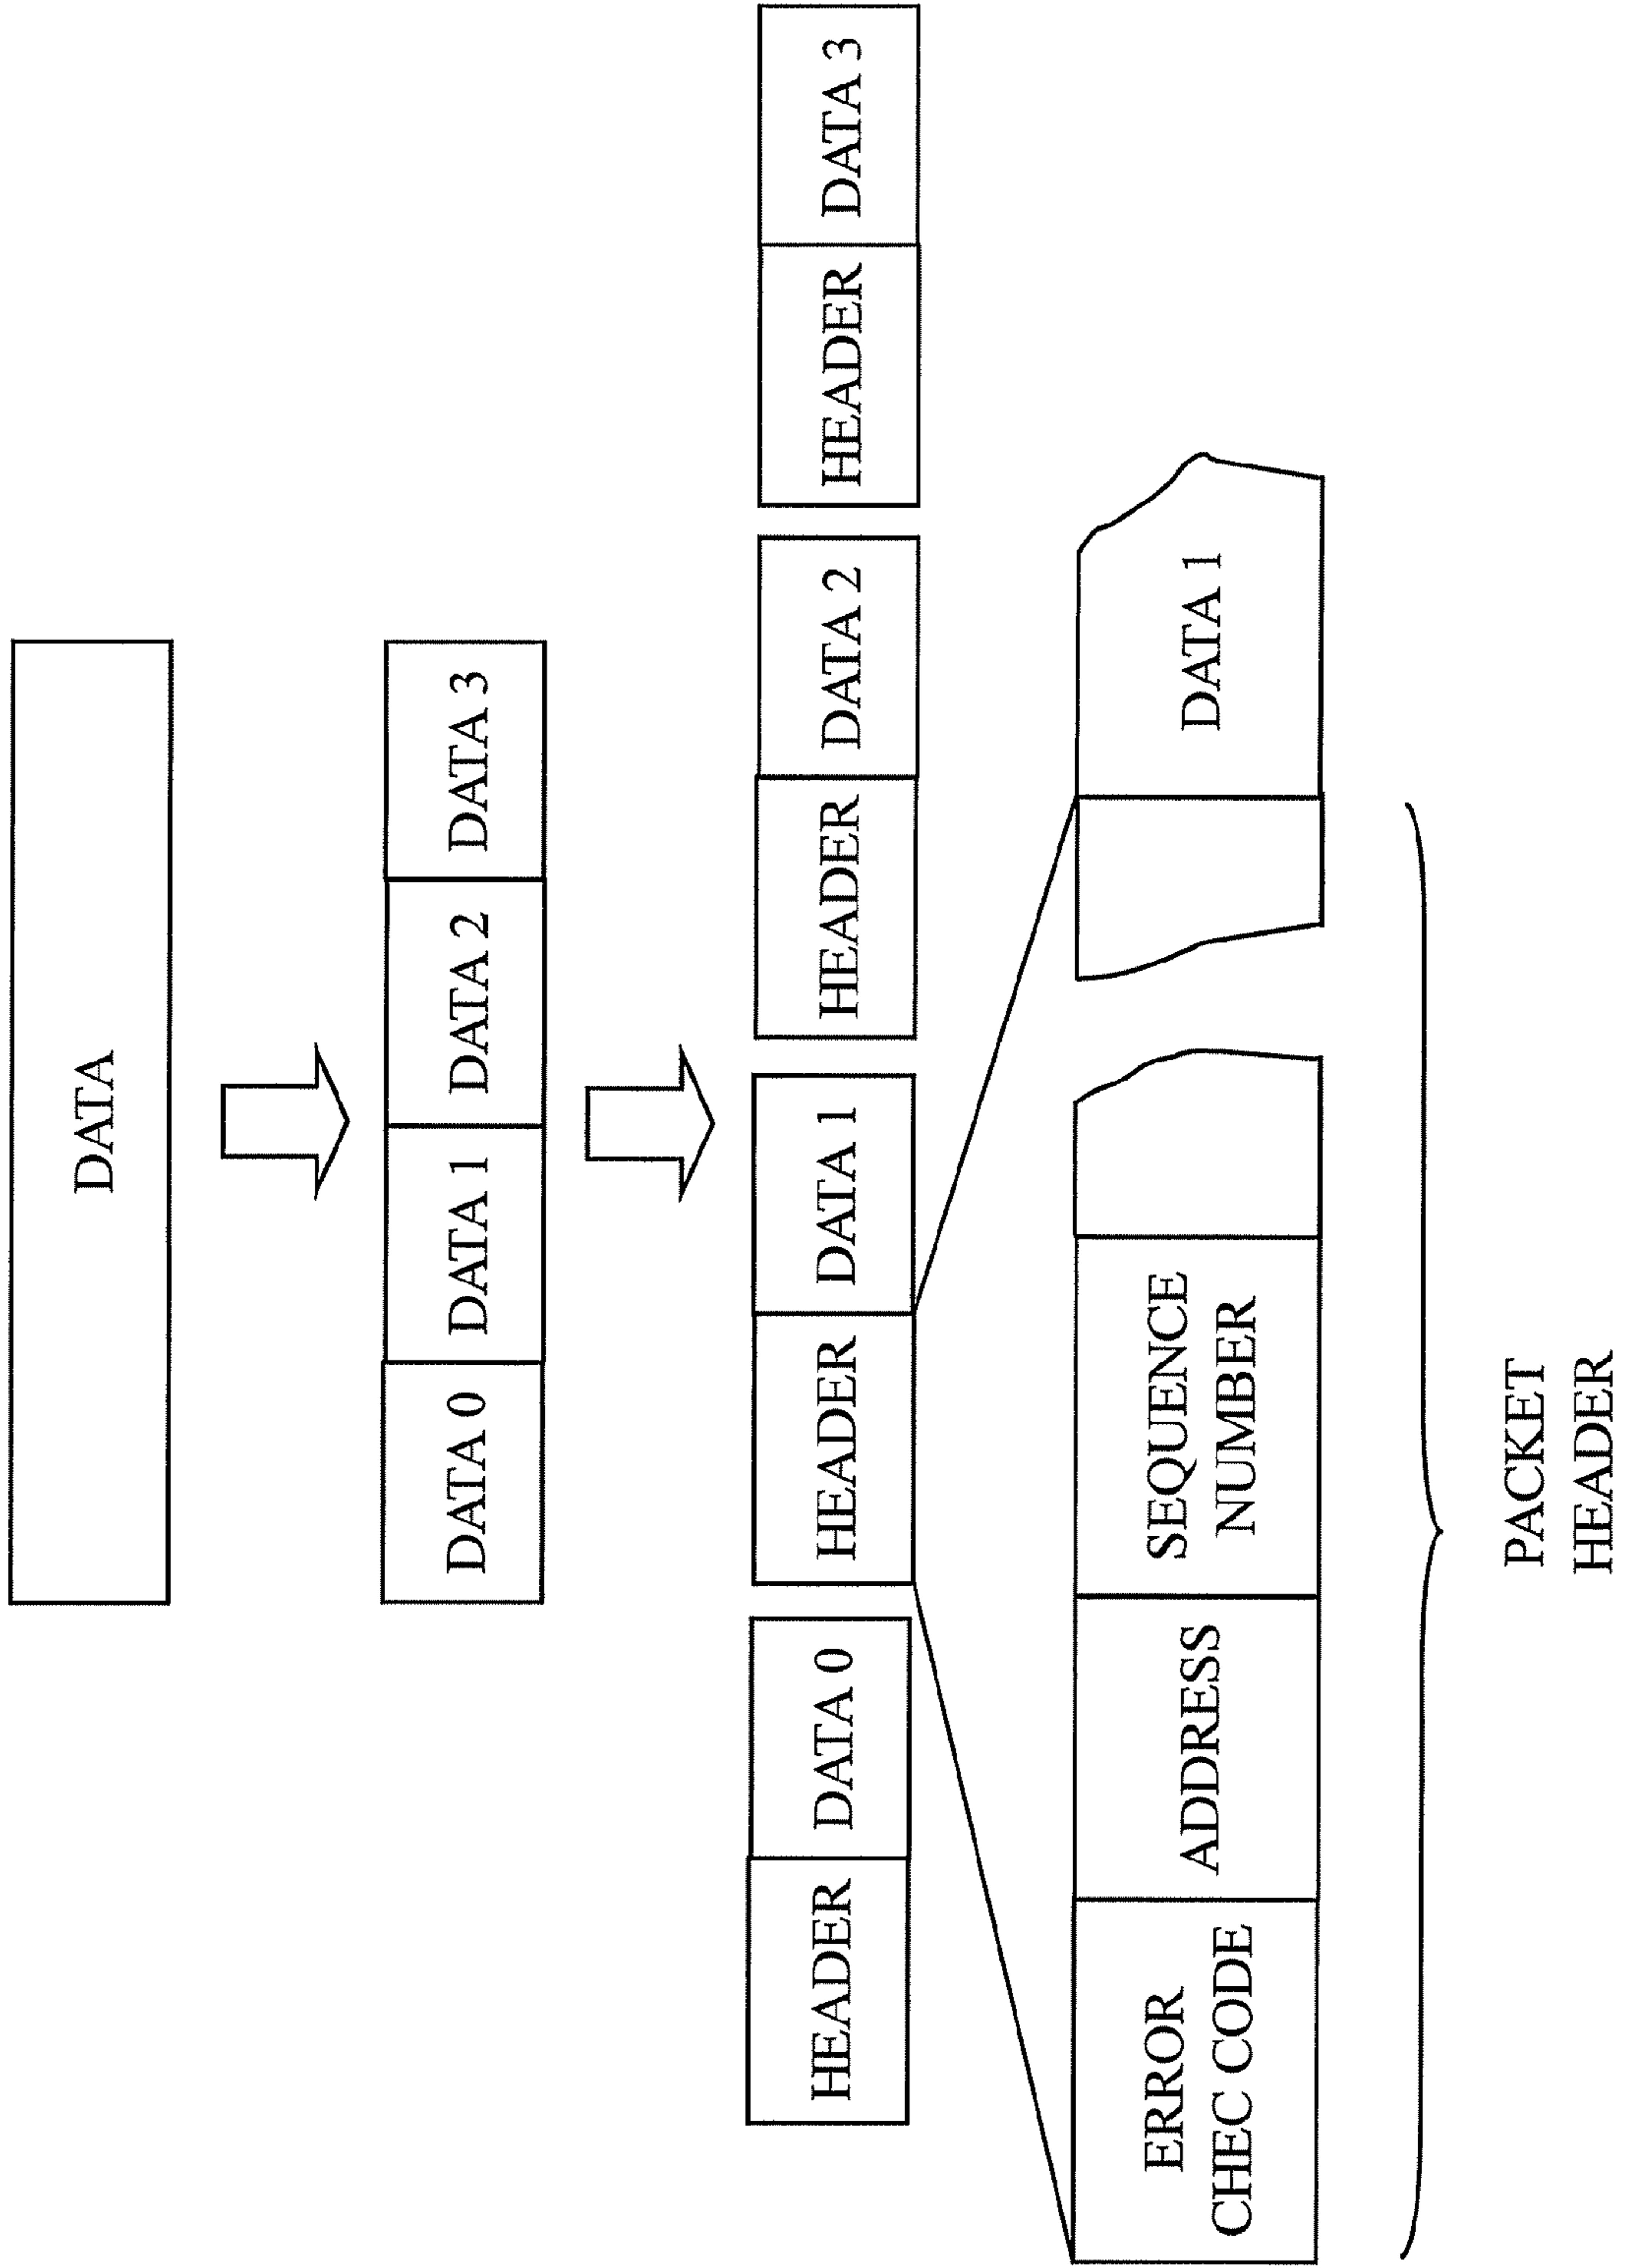 DATA
DATA 0
DATA 1
DATA 2
DATA 3
HEADER
DATA 0
HEADER
DATA 1
HEADER
DATA 2
HEADER
DATA 3
ERROR
CHEC CODE
ADDRESS
SEQUENCE
NUMBER
DATA 1
PACKET
HEADER